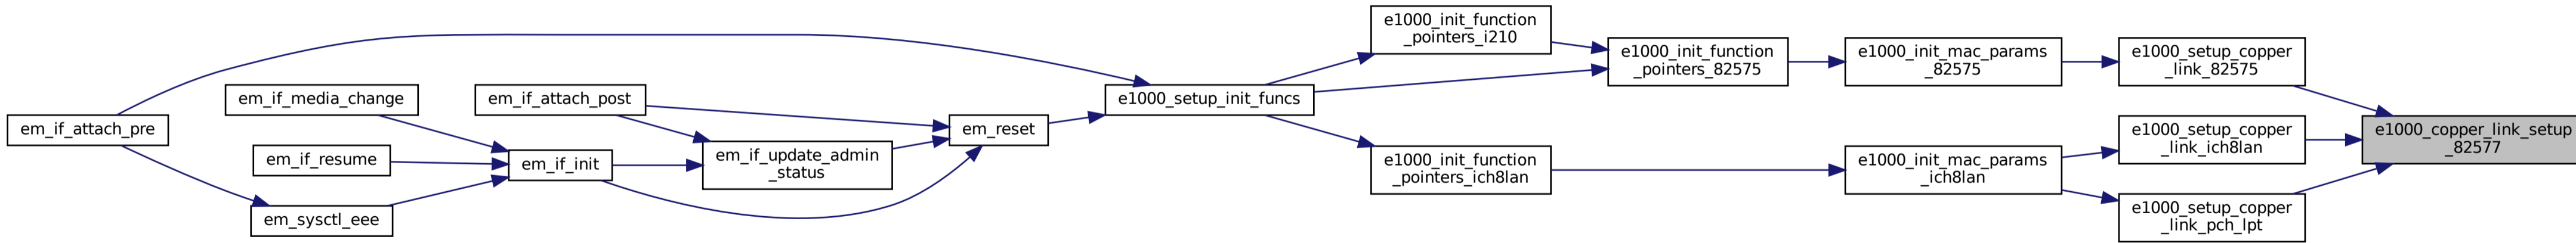 em_if_attach_pre
em_if_media_change
em_if_resume
em_sysctl_eee
em_if_attach_post
em_if_init
em_if_update_admin
_status
em_reset
e1000_setup_init_funcs
e1000_init_function
_pointers_i210
e1000_init_function
_pointers_ich8lan
e1000_init_function
_pointers_82575
e1000_init_mac_params
_82575
e1000_init_mac_params
_ich8lan
e1000_setup_copper
_link_82575
e1000_setup_copper
_link_ich8lan
e1000_setup_copper
_link_pch_lpt
e1000_copper_link_setup
_82577